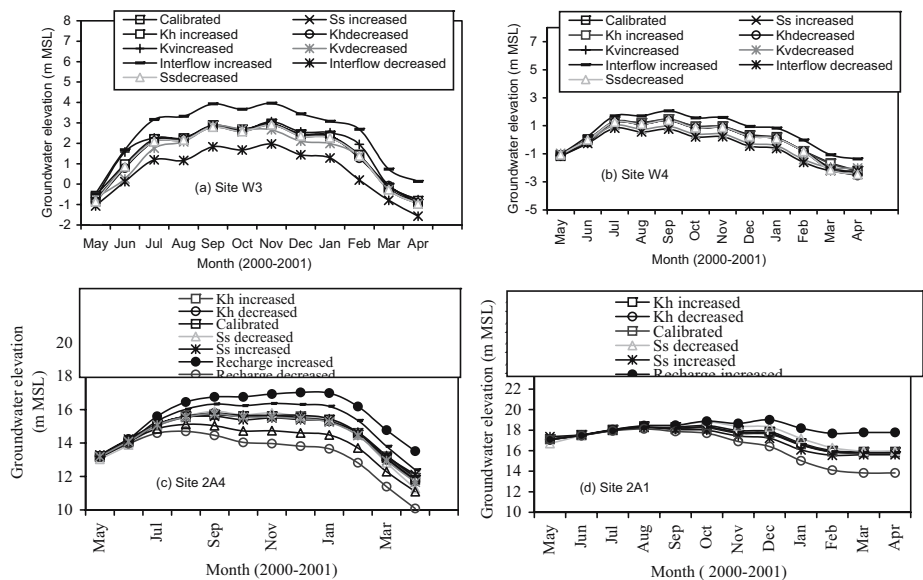 (a)
Calibrated
Ss increased
Kh increased
Khdecreased
Kvincreased
Kvdecreased
Interflow increased
Interflow decreased
Ssdecreased
Groundwater elevation (m MSL)
8
7
6
5
4
3
2
1
0
-1
-2
(a) Site W3
May Jun Jul Aug Sep Oct Nov Dec Jan Feb Mar Apr
Month (2000-2001)
(b)
Calibrated
Ss increased
Kh increased
Khdecreased
Kvincreased
Kvdecreased
Interflow increased
Interflow decreased
Ssdecreased
Groundwater elevation (m MSL)
7
5
3
1
-1
-3
-5
(b) Site W4
May Jun Jul Aug Sep Oct Nov Dec Jan Feb Mar Apr
Month (2000-2001)
(c)
Kh increased
Kh decreased
Calibrated
Ss decreased
Ss increased
Recharge increased
Recharge decreased
Groundwater elevation
(m MSL)
20
18
16
14
12
10
(c) Site 2A4
May Jul Sep Nov Jan Mar
Month (2000-2001)
(d)
Kh increased
Kh decreased
Calibrated
Ss decreased
Ss increased
Recharge increased
Groundwater elevation (m MSL)
22
20
18
16
14
12
10
(d) Site 2A1
May Jun Jul Aug Sep Oct Nov Dec Jan Feb Mar Apr
Month ( 2000-2001)